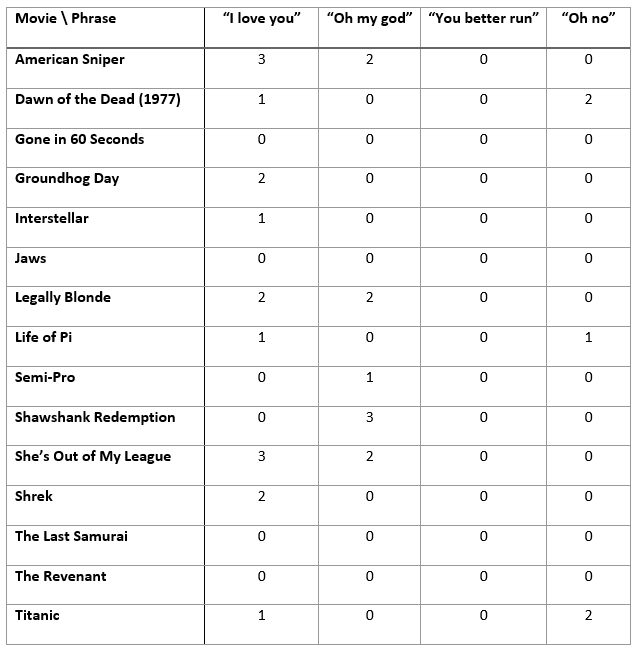 Movie \ Phrase “I love you” “Oh my god” “You better run” “Oh no”
American Sniper 3 2 0 0
Dawn of the Dead (1977) 1 0 0 2
Gone in 60 Seconds 0 0 0 0
Groundhog Day 2 0 0 0
Interstellar 1 0 0 0
Jaws 0 0 0 0
Legally Blonde 2 2 0 0
Life of Pi 1 0 0 1
Semi-Pro 0 1 0 0
Shawshank Redemption 0 3 0 0
She’s Out of My League 3 2 0 0
Shrek 2 0 0 0
The Last Samurai 0 0 0 0
The Revenant 0 0 0 0
Titanic 1 0 0 2